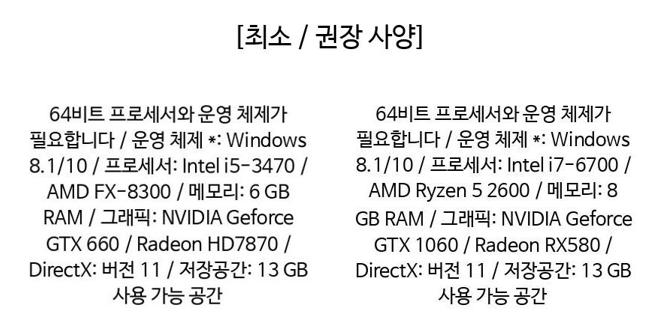 [최소 / 권장 사양]
64비트 프로세서와 운영 체제가
필요합니다 / 운영 체제 *: Windows
8.1/10 / 프로세서: Intel i5-3470 /
AMD FX-8300 / 메모리: 6 GB
RAM / 그래픽: NVIDIA Geforce
GTX 660 / Radeon HD7870 /
DirectX: 버전 11 / 저장공간: 13 GB
사용 가능 공간
64비트 프로세서와 운영 체제가
필요합니다 / 운영 체제 *: Windows
8.1/10 / 프로세서: Intel i7-6700 /
AMD Ryzen 5 2600 / 메모리: 8
GB RAM / 그래픽: NVIDIA Geforce
GTX 1060 / Radeon RX580 /
DirectX: 버전 11 / 저장공간: 13 GB
사용 가능 공간